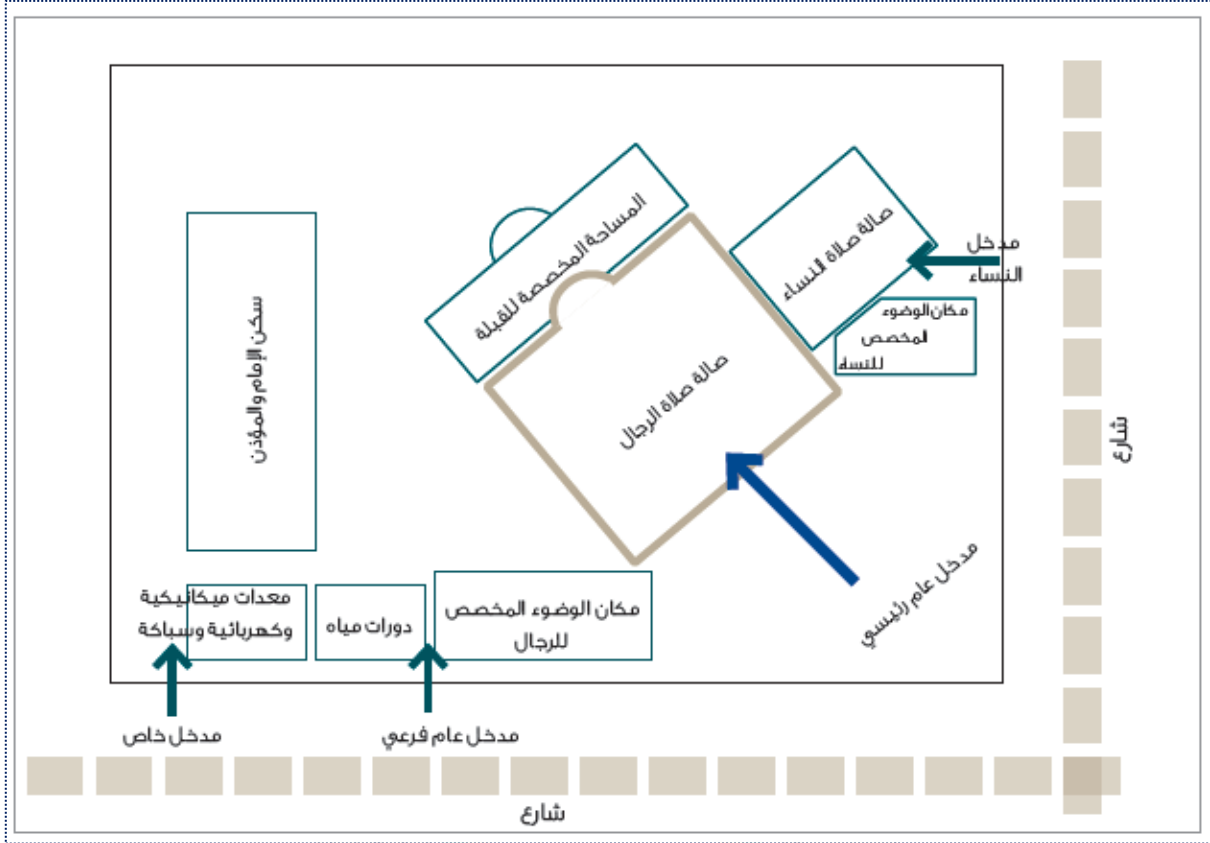 المساحة المخصصة للقبلة
صالة صلاة النساء
مدخل
النساء
مكان الوضوء
المخصص
للنساء
صالة صلاة الرجال
سكن الإمام والمؤذن
شارع
مدخل عام رئيسي
معدات ميكانيكية
وكهربائية وسباكة
دورات مياه
مكان الوضوء المخصص
للرجال
مدخل خاص
مدخل عام فرعي
شارع